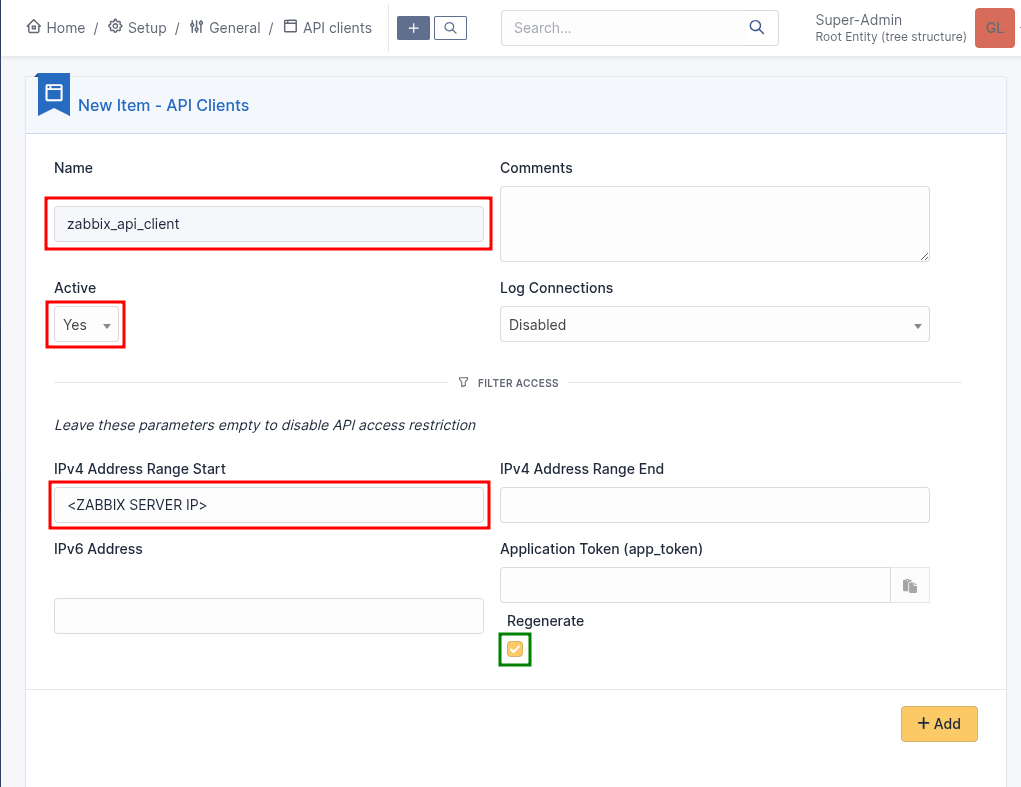 Home / Setup / General / API clients
Search...
Super-Admin
Root Entity (tree structure)
GL
New Item - API Clients
Name
Comments
zabbix_api_client
Active
Log Connections
Yes
Disabled
FILTER ACCESS
Leave these parameters empty to disable API access restriction
IPv4 Address Range Start
IPv4 Address Range End
<ZABBIX SERVER IP>
IPv6 Address
Application Token (app_token)
Regenerate
+ Add